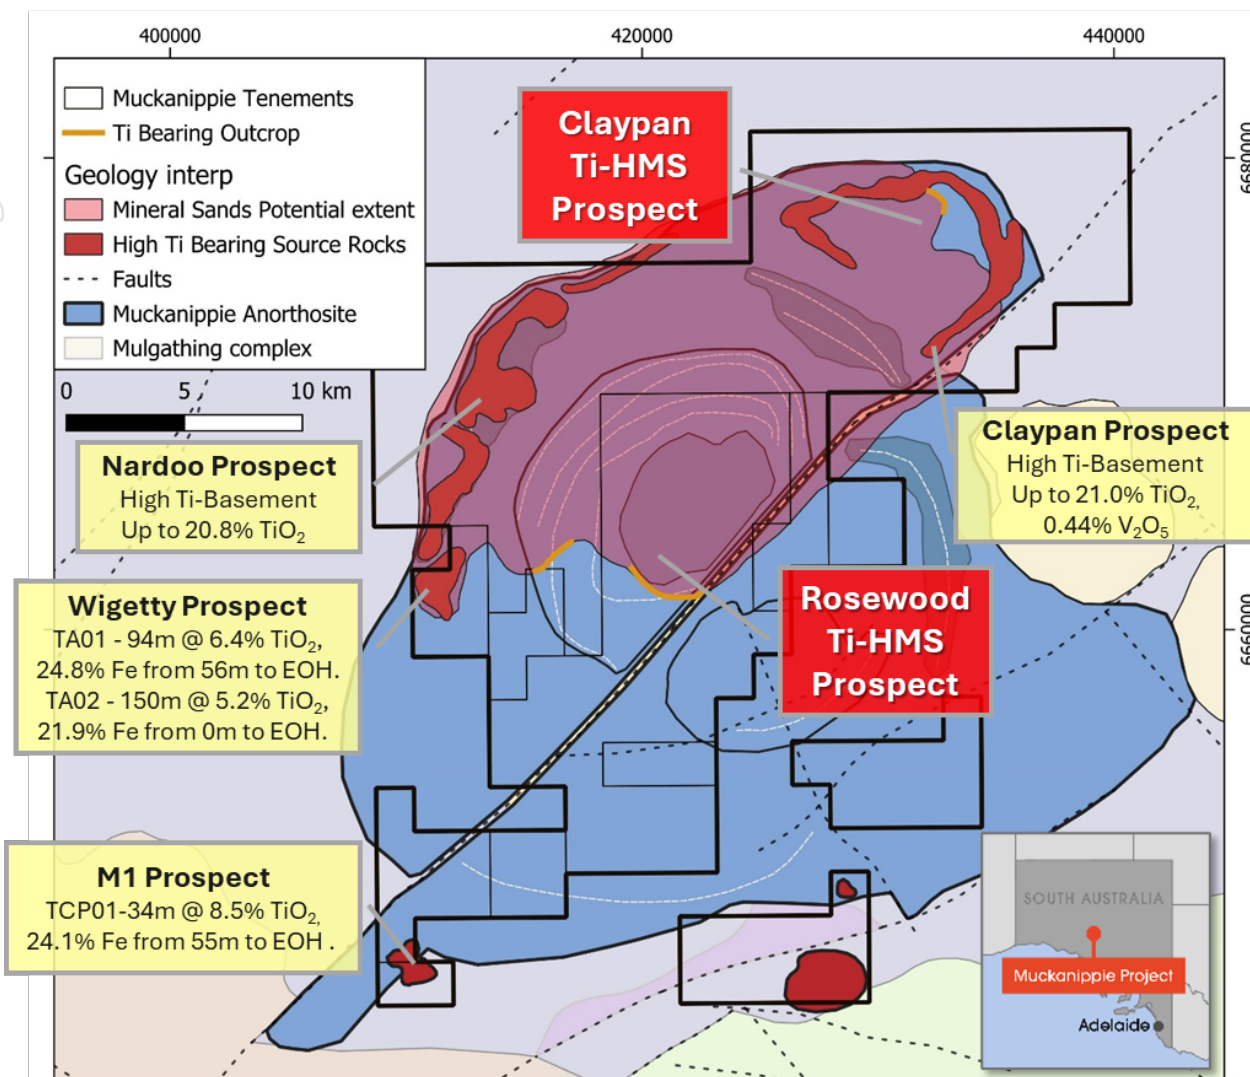 400000
420000
440000
Muckanippie Tenements
Ti Bearing Outcrop
Geology interp
Mineral Sands Potential extent
High Ti Bearing Source Rocks
Faults
Muckanippie Anorthosite
Mulgathing complex
0 5 10 km
Claypan
Ti-HMS
Prospect
6680000
Nardoo Prospect
High Ti-Basement
Up to 20.8% TiO₂
Claypan Prospect
High Ti-Basement
Up to 21.0% TiO₂,
0.44% V₂O₅
Wigetty Prospect
TA01 - 94m @ 6.4% TiO₂,
24.8% Fe from 56m to EOH.
TA02 - 150m @ 5.2% TiO₂,
21.9% Fe from 0m to EOH.
Rosewood
Ti-HMS
Prospect
6660000
M1 Prospect
TCP01-34m @ 8.5% TiO₂,
24.1% Fe from 55m to EOH .
SOUTH AUSTRALIA
Muckanippie Project
Adelaide